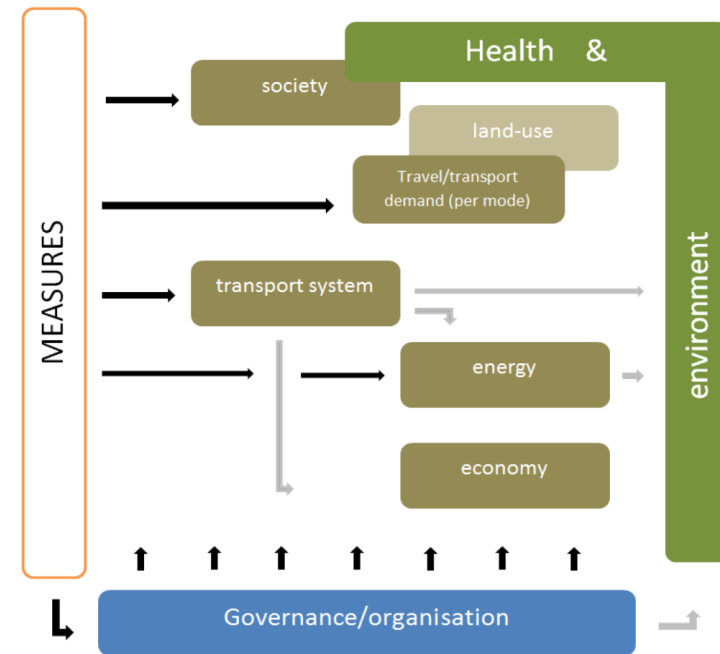 Health &
society
land-use
Travel/transport
demand (per mode)
MEASURES
transport system
environment
energy
economy
Governance/organisation